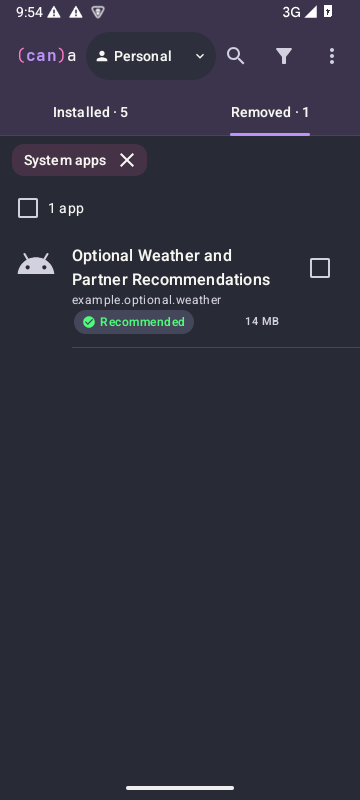 9:54
3G
(can)a
Personal
Installed · 5
Removed · 1
System apps
1 app
Optional Weather and
Partner Recommendations
example.optional.weather
Recommended
14 MB